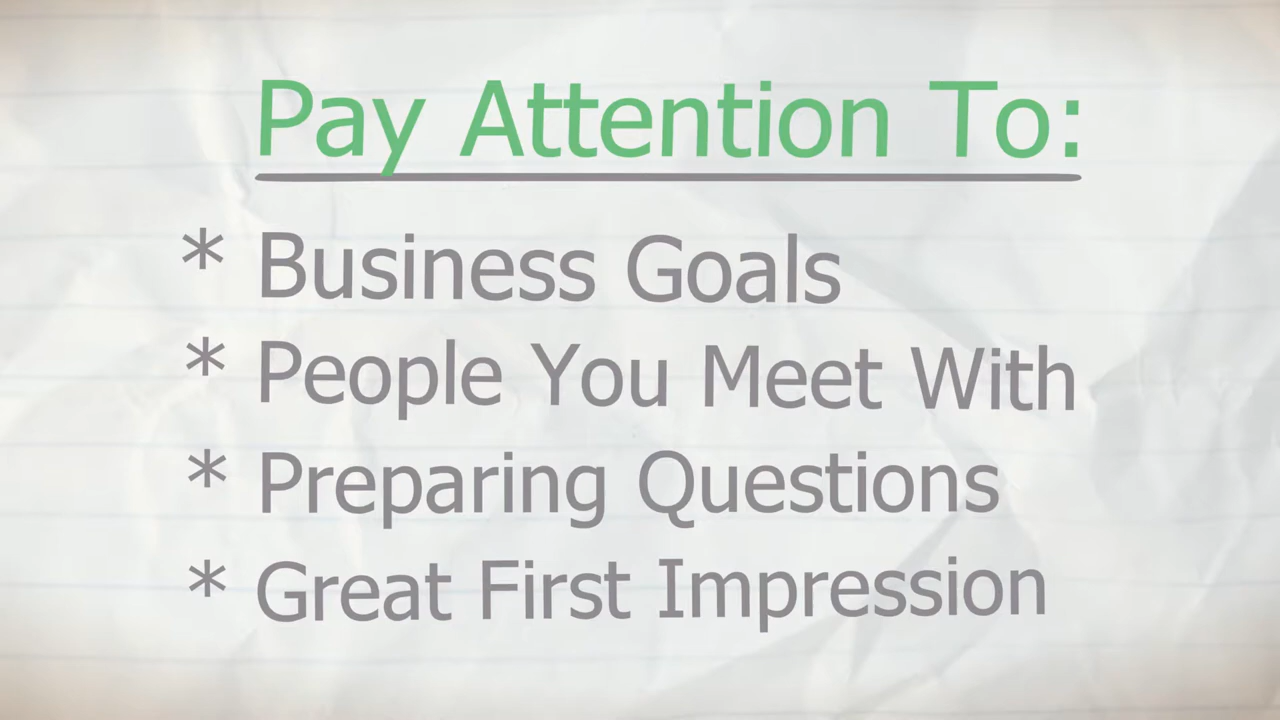 Pay Attention To:
* Business Goals
* People You Meet With
* Preparing Questions
* Great First Impression